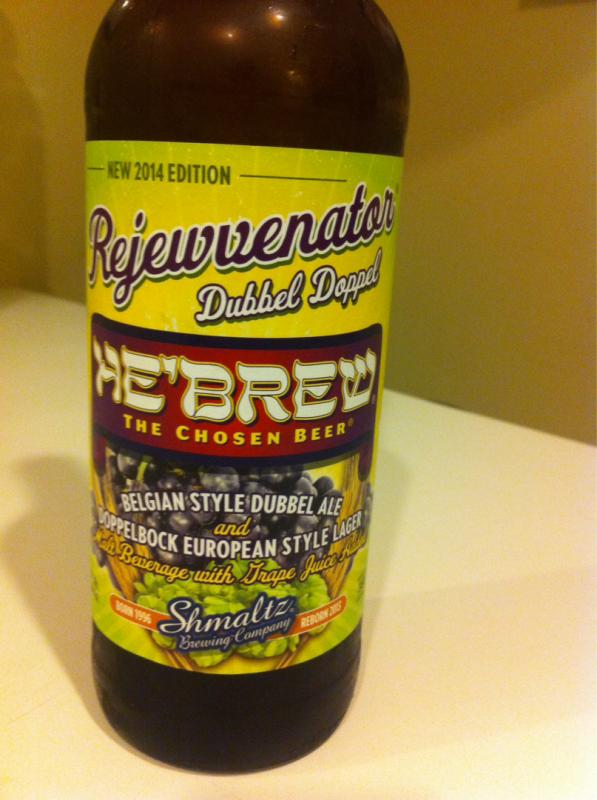 NEW 2014 EDITION
Rejewvenator®
Dubbel Doppel
HE'BREW®
THE CHOSEN BEER®
BELGIAN STYLE DUBBEL ALE
and
DOPPELBOCK EUROPEAN STYLE LAGER
Malt Beverage with Grape Juice Added
BORN 1996
Shmaltz®
Brewing Company
REBORN 2013